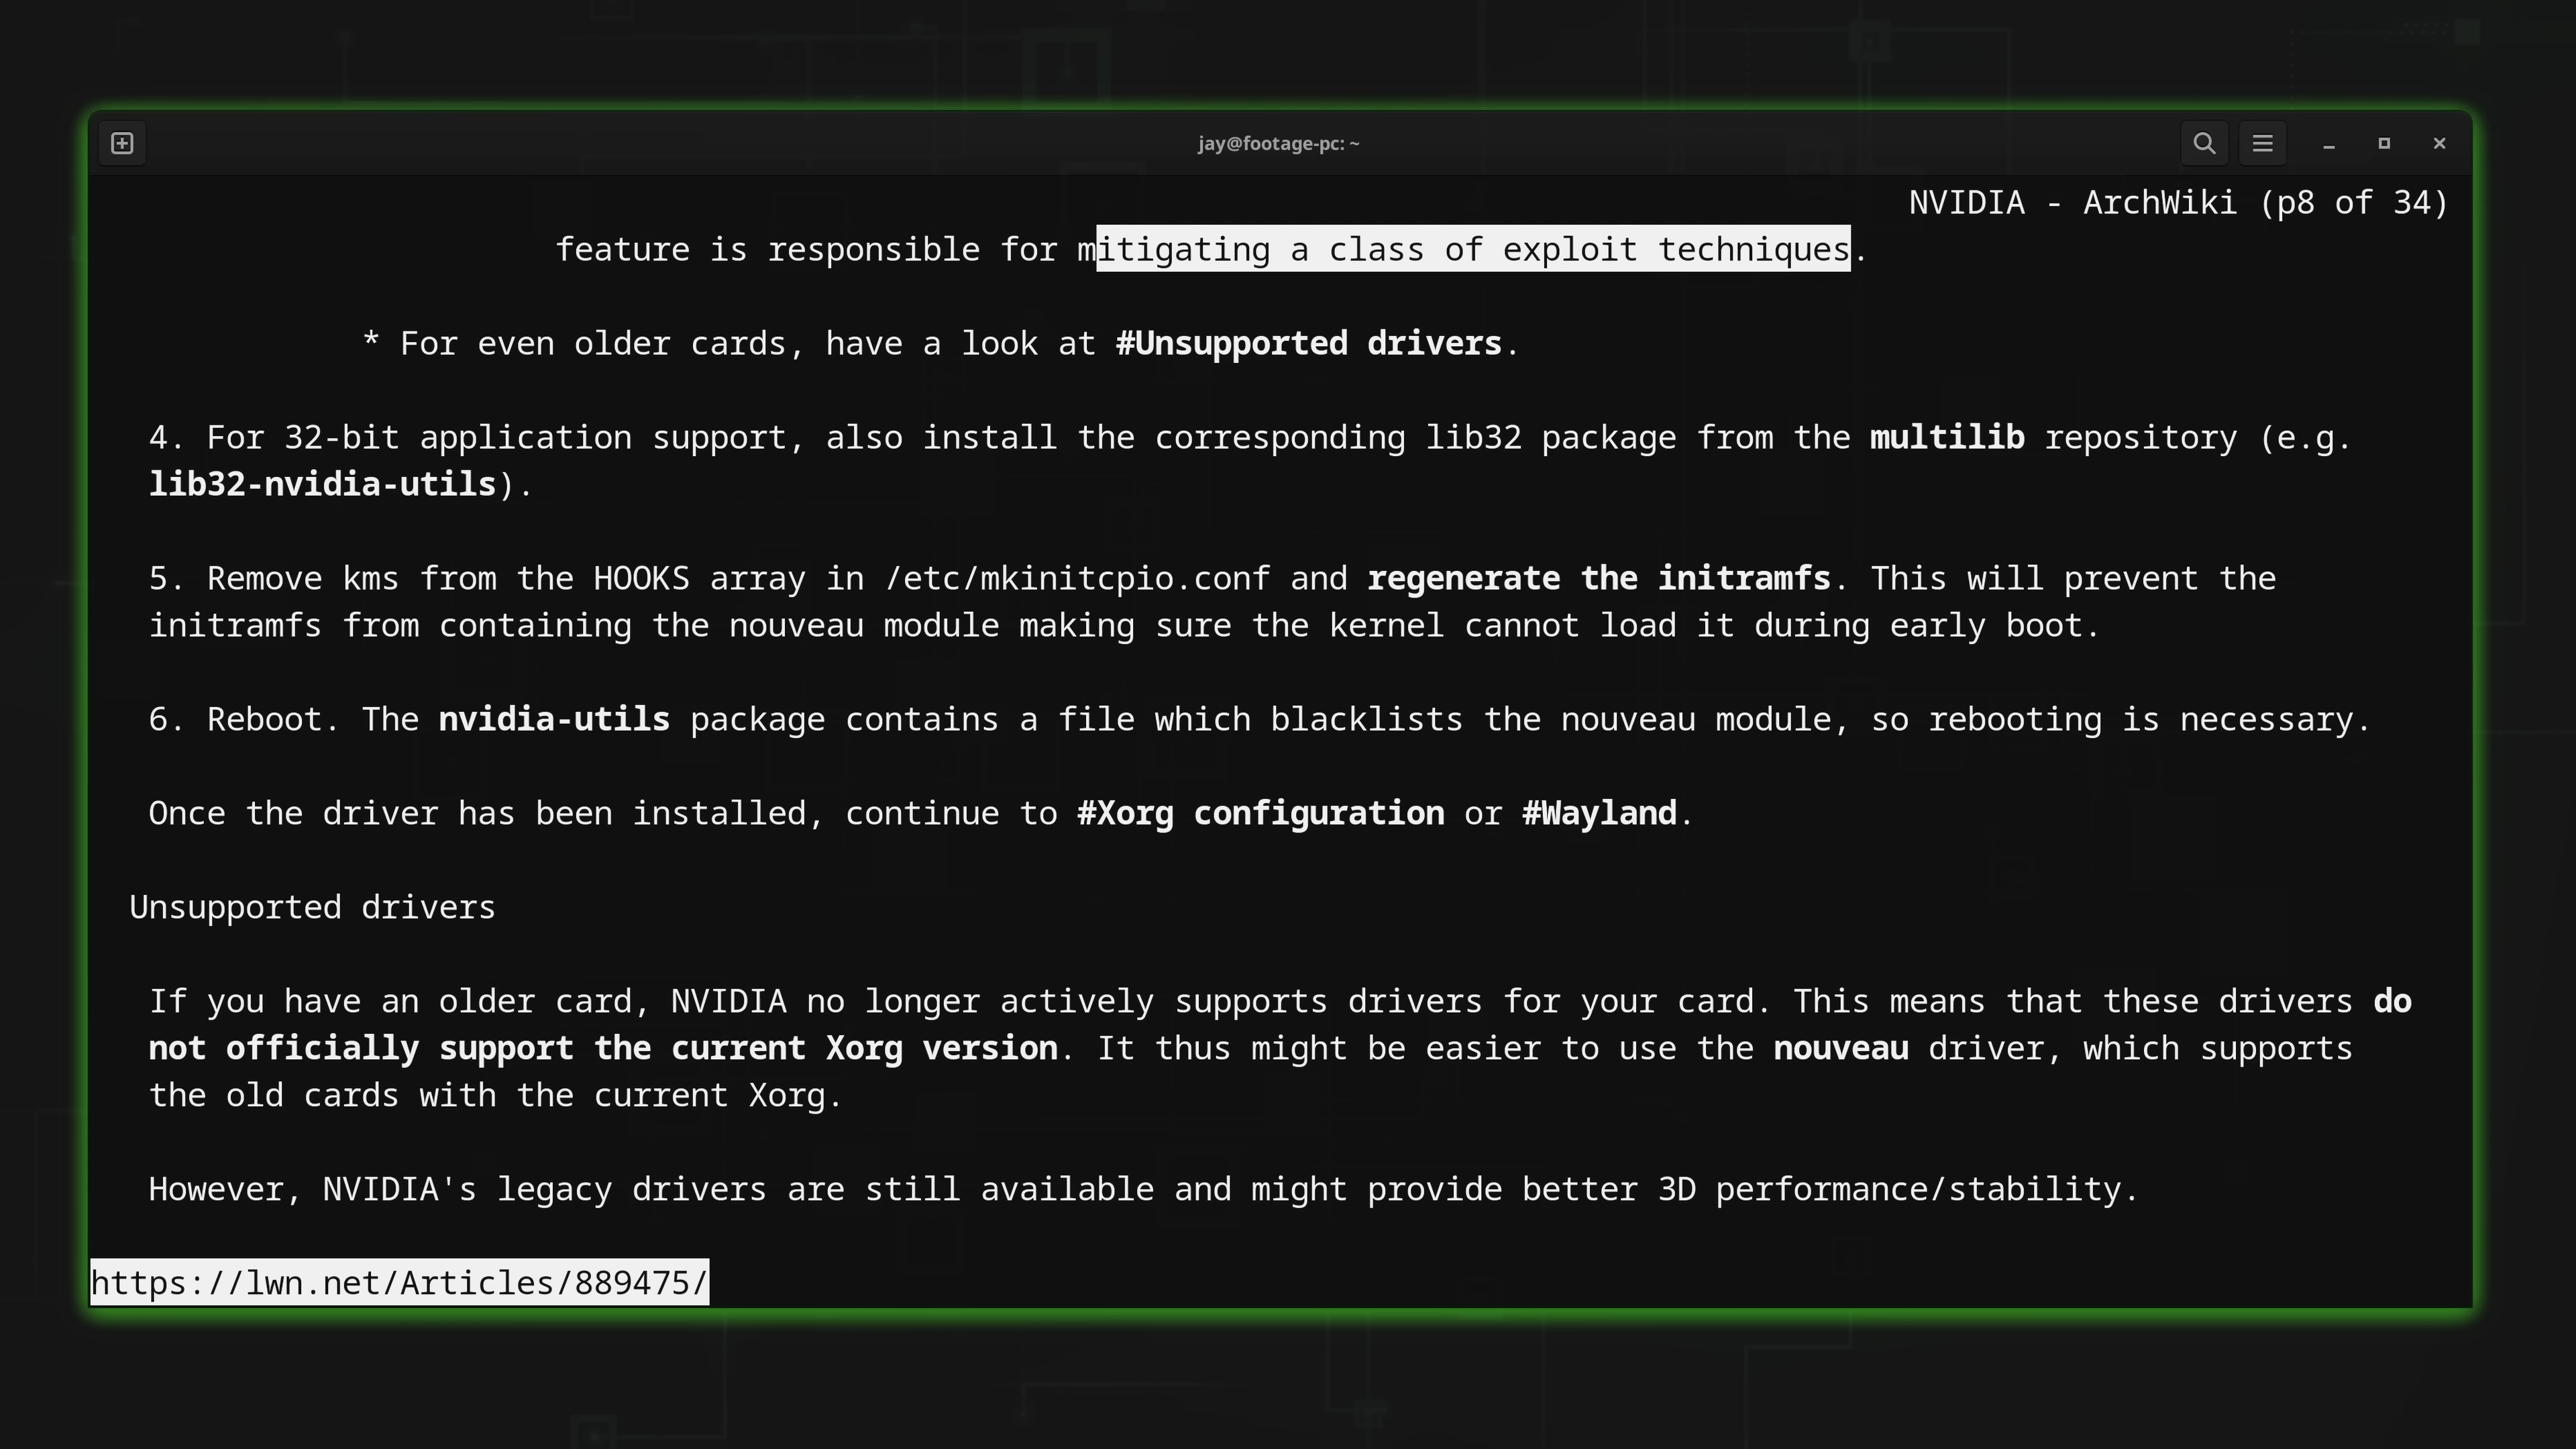 jay@footage-pc: ~
NVIDIA - ArchWiki (p8 of 34)
feature is responsible for mitigating a class of exploit techniques.
* For even older cards, have a look at #Unsupported drivers.
4. For 32-bit application support, also install the corresponding lib32 package from the multilib repository (e.g.
lib32-nvidia-utils).
5. Remove kms from the HOOKS array in /etc/mkinitcpio.conf and regenerate the initramfs. This will prevent the
initramfs from containing the nouveau module making sure the kernel cannot load it during early boot.
6. Reboot. The nvidia-utils package contains a file which blacklists the nouveau module, so rebooting is necessary.
Once the driver has been installed, continue to #Xorg configuration or #Wayland.
Unsupported drivers
If you have an older card, NVIDIA no longer actively supports drivers for your card. This means that these drivers do
not officially support the current Xorg version. It thus might be easier to use the nouveau driver, which supports
the old cards with the current Xorg.
However, NVIDIA's legacy drivers are still available and might provide better 3D performance/stability.
https://lwn.net/Articles/889475/